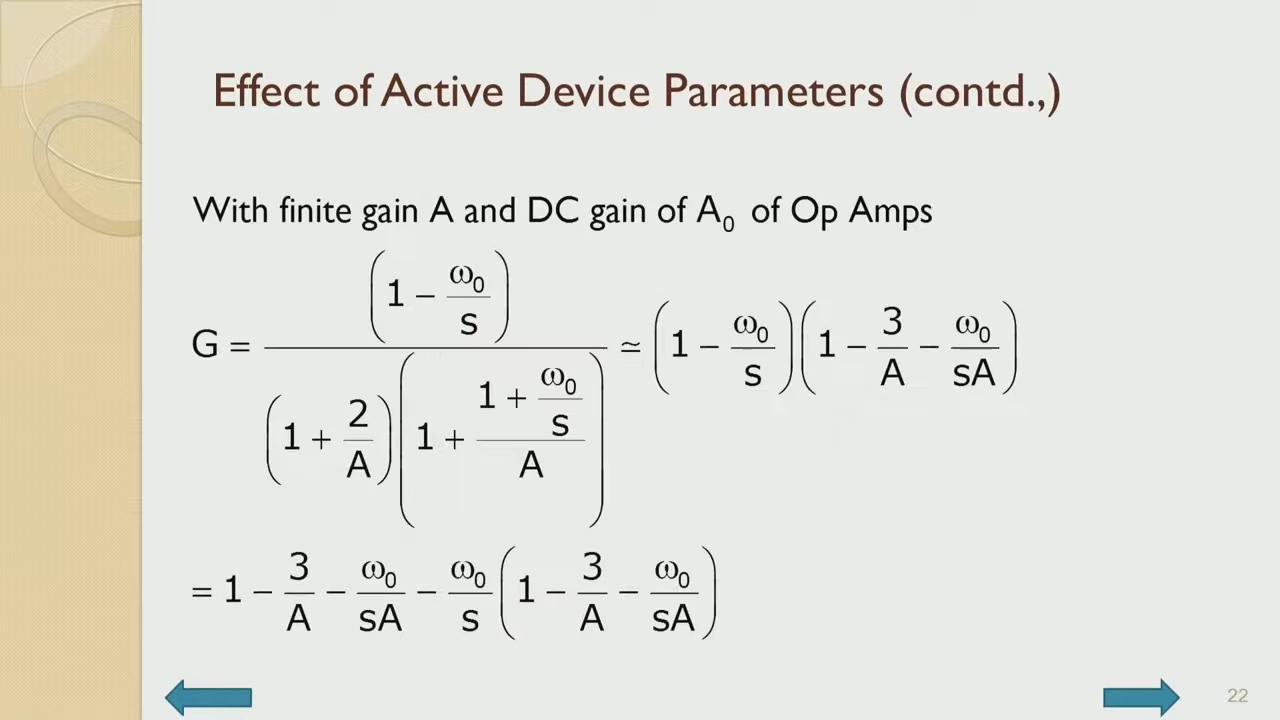 Effect of Active Device Parameters (contd.,)
With finite gain A and DC gain of A₀ of Op Amps
G = (1 − ω₀/s) / ((1 + 2/A)(1 + (1 + ω₀/s)/A)) ≃ (1 − ω₀/s)(1 − 3/A − ω₀/sA)
= 1 − 3/A − ω₀/sA − ω₀/s (1 − 3/A − ω₀/sA)
22